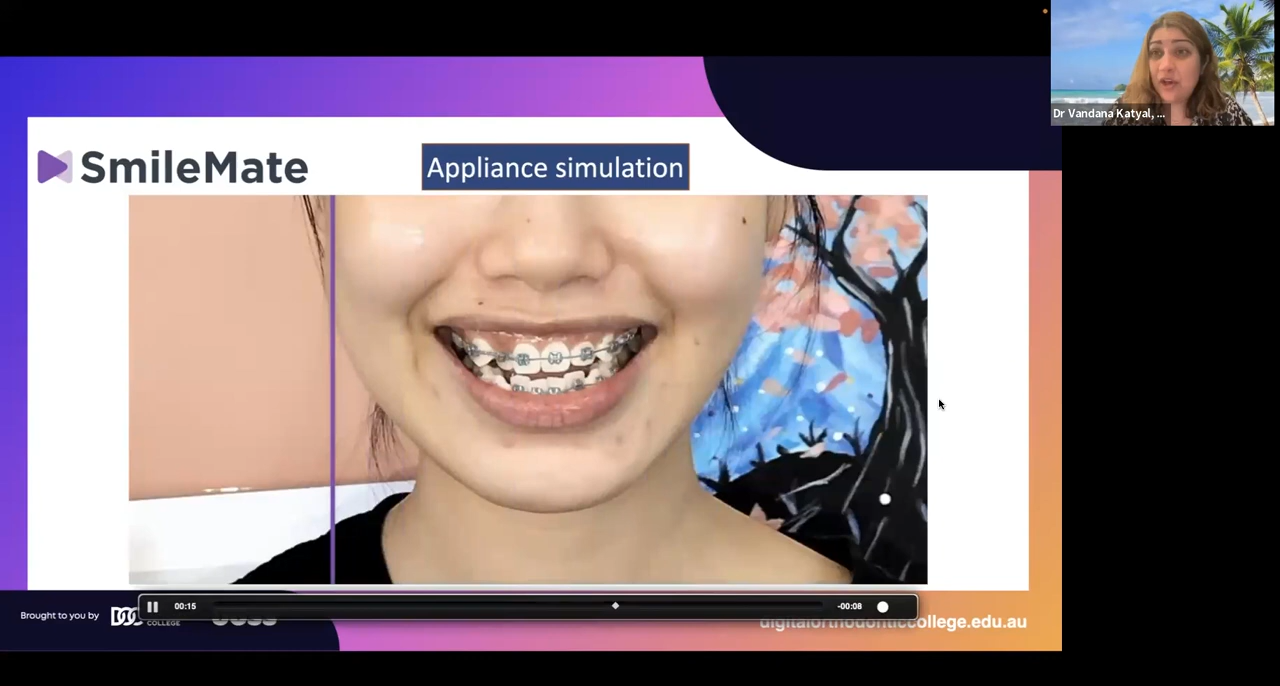 Dr Vandana Katyal, ...
SmileMate
Appliance simulation
00:15
-00:08
Brought to you by
COLLEGE
digitalorthodonticcollege.edu.au